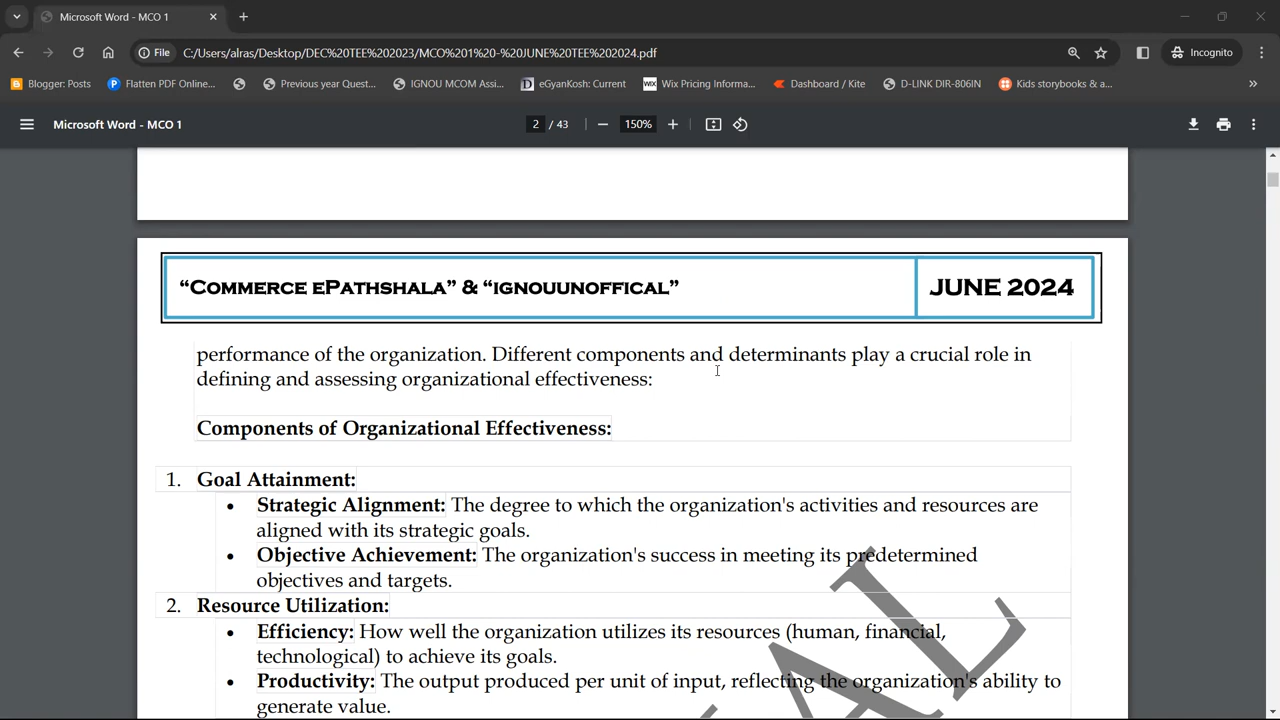 Microsoft Word - MCO 1
File
C:/Users/alras/Desktop/DEC%20TEE%202023/MCO%201%20-%20JUNE%20TEE%202024.pdf
Incognito
Blogger: Posts
Flatten PDF Online...
Previous year Quest...
IGNOU MCOM Assi...
eGyanKosh: Current
WIX
Wix Pricing Informa...
Dashboard / Kite
D-LINK DIR-806IN
Kids storybooks & a...
Microsoft Word - MCO 1
2 / 43
150%
“COMMERCE EPATHSHALA” & “IGNOUUNOFFICAL”
JUNE 2024
performance of the organization. Different components and determinants play a crucial role in
defining and assessing organizational effectiveness:
Components of Organizational Effectiveness:
1. Goal Attainment:
• Strategic Alignment: The degree to which the organization's activities and resources are
aligned with its strategic goals.
• Objective Achievement: The organization's success in meeting its predetermined
objectives and targets.
2. Resource Utilization:
• Efficiency: How well the organization utilizes its resources (human, financial,
technological) to achieve its goals.
• Productivity: The output produced per unit of input, reflecting the organization's ability to
generate value.
AL